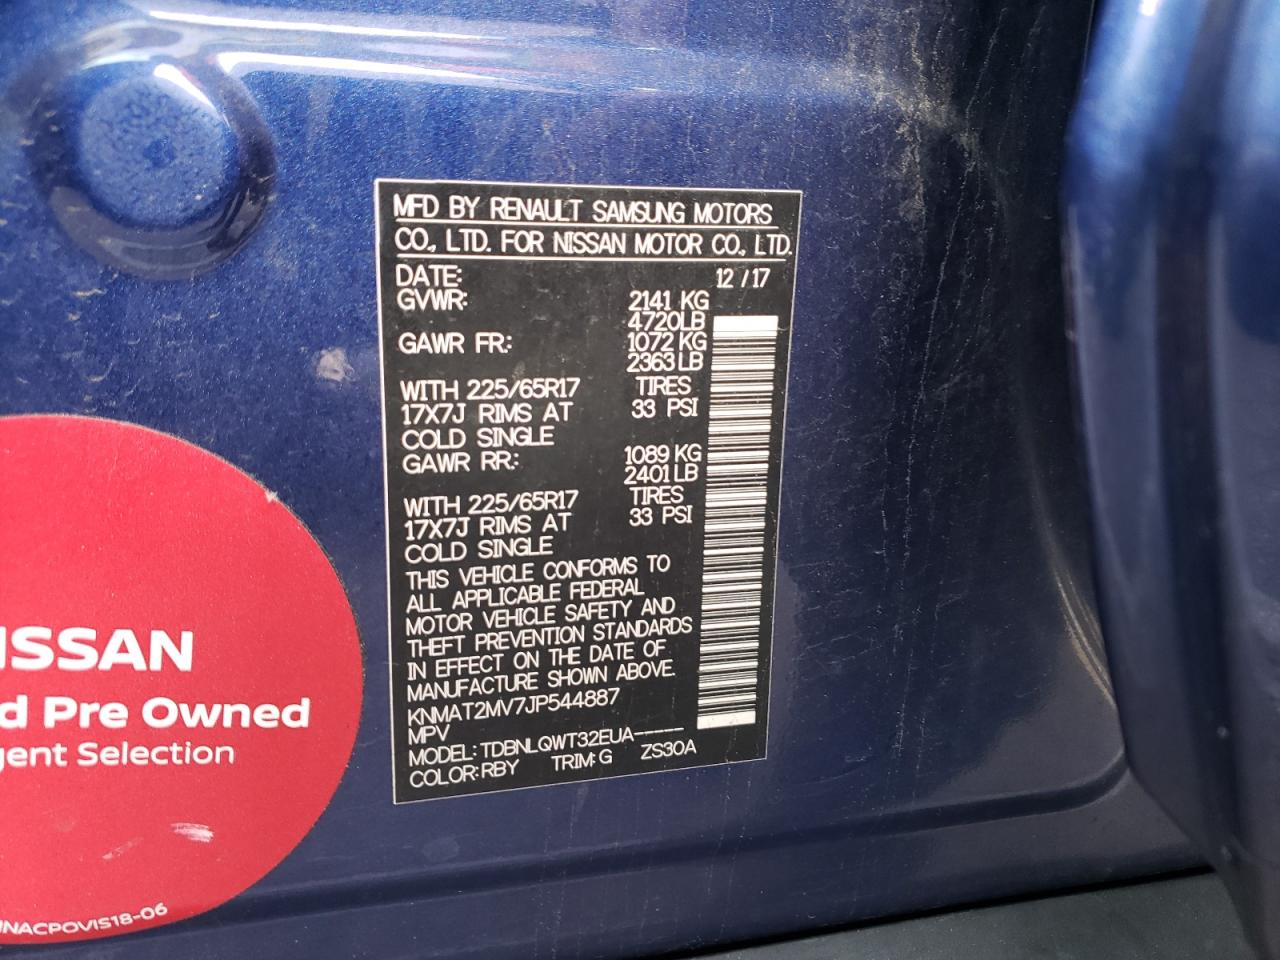 MFD BY RENAULT SAMSUNG MOTORS
CO., LTD. FOR NISSAN MOTOR CO., LTD.
DATE: 12 / 17
GVWR: 2141 KG
4720LB
GAWR FR: 1072 KG
2363 LB
WITH 225/65R17 TIRES
17X7J RIMS AT 33 PSI
COLD SINGLE
GAWR RR: 1089 KG
2401 LB
WITH 225/65R17 TIRES
17X7J RIMS AT 33 PSI
COLD SINGLE
THIS VEHICLE CONFORMS TO
ALL APPLICABLE FEDERAL
MOTOR VEHICLE SAFETY AND
THEFT PREVENTION STANDARDS
IN EFFECT ON THE DATE OF
MANUFACTURE SHOWN ABOVE.
KNMAT2MV7JP544887
MPV
MODEL: TDBNLQWT32EUA-----
COLOR: RBY TRIM: G ZS30A
ISSAN
d Pre Owned
gent Selection
NACPOVIS18-06